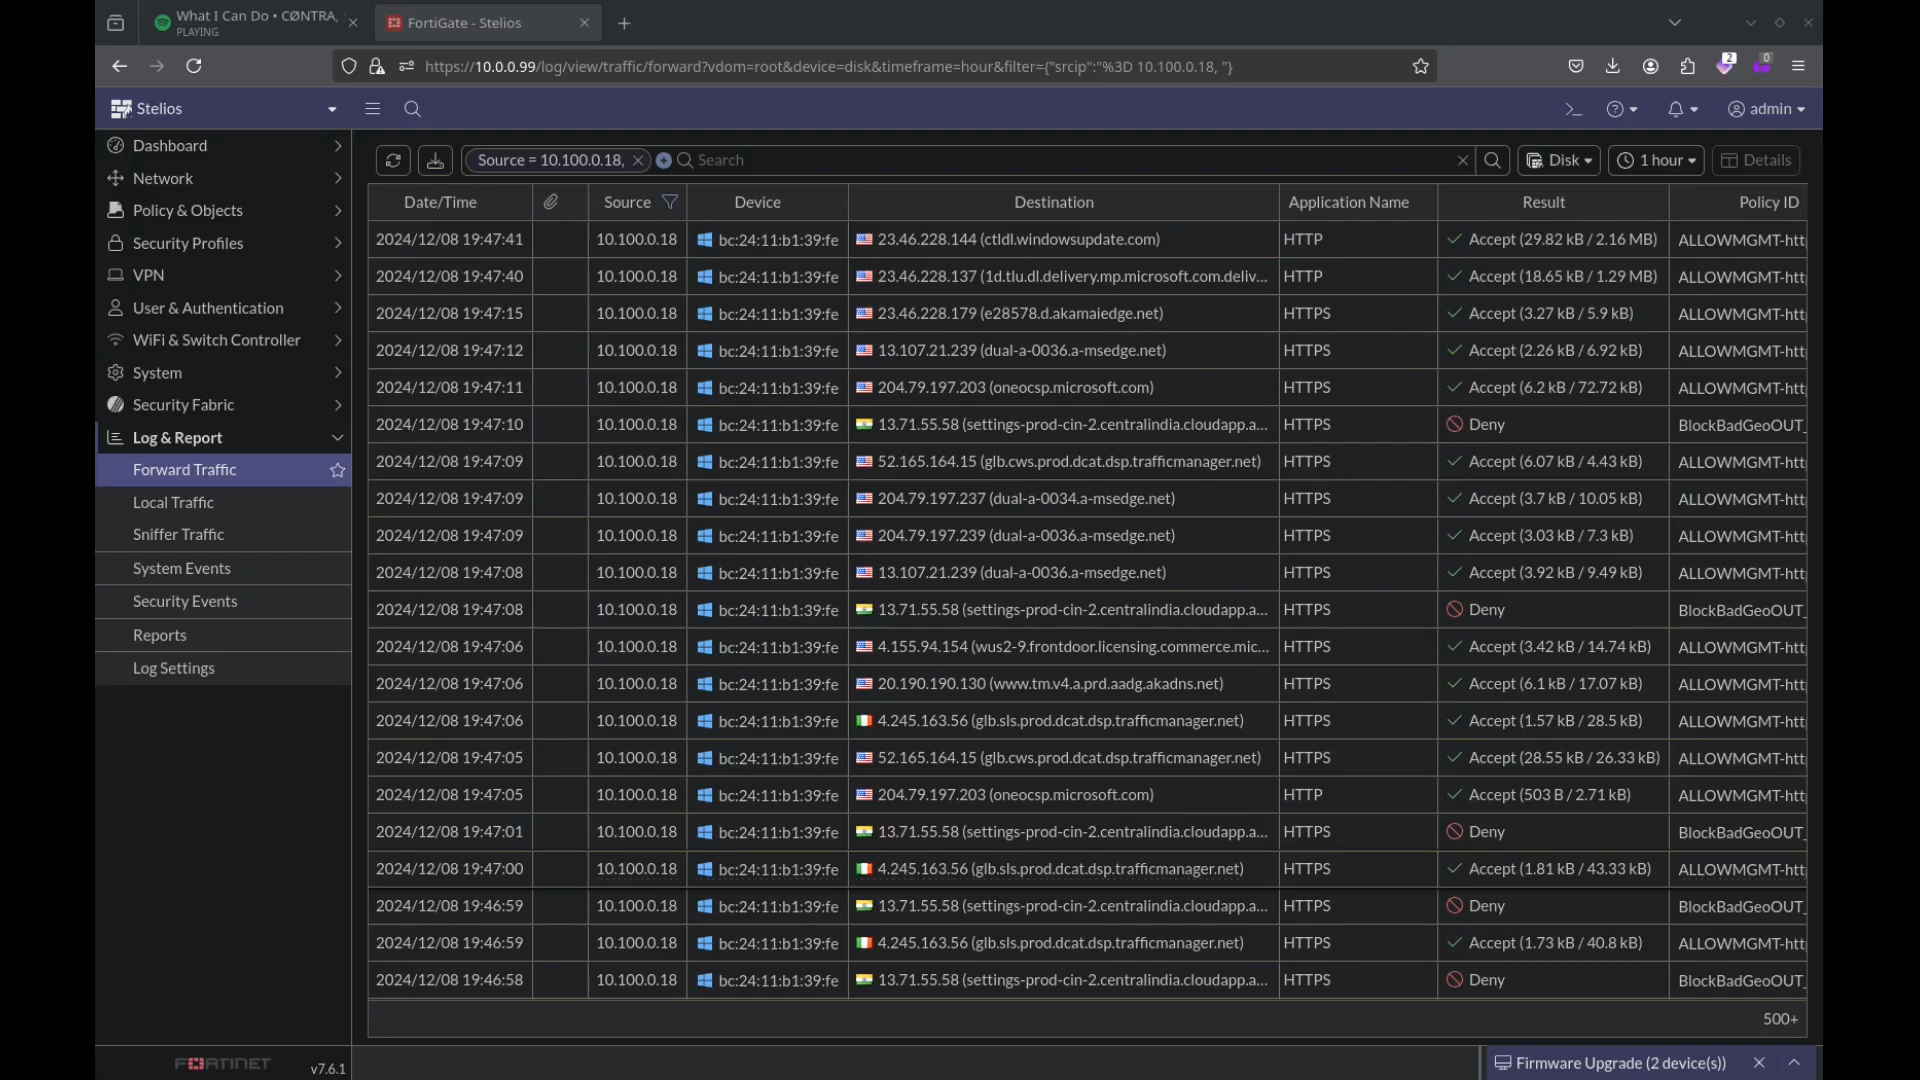 What I Can Do • CØNTRA,
PLAYING
FortiGate - Stelios
https://10.0.0.99/log/view/traffic/forward?vdom=root&device=disk&timeframe=hour&filter={"srcip":"%3D 10.100.0.18, "}
2
0
Stelios
admin
Dashboard
Network
Policy & Objects
Security Profiles
VPN
User & Authentication
WiFi & Switch Controller
System
Security Fabric
Log & Report
Forward Traffic
Local Traffic
Sniffer Traffic
System Events
Security Events
Reports
Log Settings
FORTINET
v7.6.1
Source = 10.100.0.18, Search Disk 1 hour Details
Date/Time Source Device Destination Application Name Result Policy ID
2024/12/08 19:47:41 10.100.0.18 bc:24:11:b1:39:fe 23.46.228.144 (ctldl.windowsupdate.com) HTTP Accept (29.82 kB / 2.16 MB) ALLOWMGMT-htt
2024/12/08 19:47:40 10.100.0.18 bc:24:11:b1:39:fe 23.46.228.137 (1d.tlu.dl.delivery.mp.microsoft.com.deliv... HTTP Accept (18.65 kB / 1.29 MB) ALLOWMGMT-htt
2024/12/08 19:47:15 10.100.0.18 bc:24:11:b1:39:fe 23.46.228.179 (e28578.d.akamaiedge.net) HTTPS Accept (3.27 kB / 5.9 kB) ALLOWMGMT-htt
2024/12/08 19:47:12 10.100.0.18 bc:24:11:b1:39:fe 13.107.21.239 (dual-a-0036.a-msedge.net) HTTPS Accept (2.26 kB / 6.92 kB) ALLOWMGMT-htt
2024/12/08 19:47:11 10.100.0.18 bc:24:11:b1:39:fe 204.79.197.203 (oneocsp.microsoft.com) HTTPS Accept (6.2 kB / 72.72 kB) ALLOWMGMT-htt
2024/12/08 19:47:10 10.100.0.18 bc:24:11:b1:39:fe 13.71.55.58 (settings-prod-cin-2.centralindia.cloudapp.a... HTTPS Deny BlockBadGeoOUT_
2024/12/08 19:47:09 10.100.0.18 bc:24:11:b1:39:fe 52.165.164.15 (glb.cws.prod.dcat.dsp.trafficmanager.net) HTTPS Accept (6.07 kB / 4.43 kB) ALLOWMGMT-htt
2024/12/08 19:47:09 10.100.0.18 bc:24:11:b1:39:fe 204.79.197.237 (dual-a-0034.a-msedge.net) HTTPS Accept (3.7 kB / 10.05 kB) ALLOWMGMT-htt
2024/12/08 19:47:09 10.100.0.18 bc:24:11:b1:39:fe 204.79.197.239 (dual-a-0036.a-msedge.net) HTTPS Accept (3.03 kB / 7.3 kB) ALLOWMGMT-htt
2024/12/08 19:47:08 10.100.0.18 bc:24:11:b1:39:fe 13.107.21.239 (dual-a-0036.a-msedge.net) HTTPS Accept (3.92 kB / 9.49 kB) ALLOWMGMT-htt
2024/12/08 19:47:08 10.100.0.18 bc:24:11:b1:39:fe 13.71.55.58 (settings-prod-cin-2.centralindia.cloudapp.a... HTTPS Deny BlockBadGeoOUT_
2024/12/08 19:47:06 10.100.0.18 bc:24:11:b1:39:fe 4.155.94.154 (wus2-9.frontdoor.licensing.commerce.mic... HTTPS Accept (3.42 kB / 14.74 kB) ALLOWMGMT-htt
2024/12/08 19:47:06 10.100.0.18 bc:24:11:b1:39:fe 20.190.190.130 (www.tm.v4.a.prd.aadg.akadns.net) HTTPS Accept (6.1 kB / 17.07 kB) ALLOWMGMT-htt
2024/12/08 19:47:06 10.100.0.18 bc:24:11:b1:39:fe 4.245.163.56 (glb.sls.prod.dcat.dsp.trafficmanager.net) HTTPS Accept (1.57 kB / 28.5 kB) ALLOWMGMT-htt
2024/12/08 19:47:05 10.100.0.18 bc:24:11:b1:39:fe 52.165.164.15 (glb.cws.prod.dcat.dsp.trafficmanager.net) HTTPS Accept (28.55 kB / 26.33 kB) ALLOWMGMT-htt
2024/12/08 19:47:05 10.100.0.18 bc:24:11:b1:39:fe 204.79.197.203 (oneocsp.microsoft.com) HTTP Accept (503 B / 2.71 kB) ALLOWMGMT-htt
2024/12/08 19:47:01 10.100.0.18 bc:24:11:b1:39:fe 13.71.55.58 (settings-prod-cin-2.centralindia.cloudapp.a... HTTPS Deny BlockBadGeoOUT_
2024/12/08 19:47:00 10.100.0.18 bc:24:11:b1:39:fe 4.245.163.56 (glb.sls.prod.dcat.dsp.trafficmanager.net) HTTPS Accept (1.81 kB / 43.33 kB) ALLOWMGMT-htt
2024/12/08 19:46:59 10.100.0.18 bc:24:11:b1:39:fe 13.71.55.58 (settings-prod-cin-2.centralindia.cloudapp.a... HTTPS Deny BlockBadGeoOUT_
2024/12/08 19:46:59 10.100.0.18 bc:24:11:b1:39:fe 4.245.163.56 (glb.sls.prod.dcat.dsp.trafficmanager.net) HTTPS Accept (1.73 kB / 40.8 kB) ALLOWMGMT-htt
2024/12/08 19:46:58 10.100.0.18 bc:24:11:b1:39:fe 13.71.55.58 (settings-prod-cin-2.centralindia.cloudapp.a... HTTPS Deny BlockBadGeoOUT_
500+
Firmware Upgrade (2 device(s))